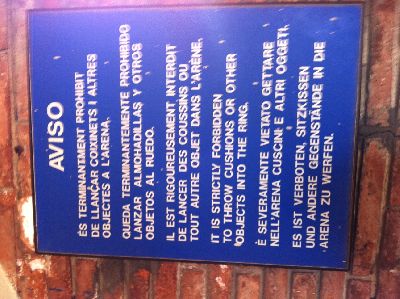 AVISO
ÉS TERMINANTMENT PROHIBIT
DE LLANÇAR COIXINETS I ALTRES
OBJECTES A L'ARENA.
QUEDA TERMINANTEMENTE PROHIBIDO
LANZAR ALMOHADILLAS Y OTROS
OBJETOS AL RUEDO.
IL EST RIGOUREUSEMENT INTERDIT
DE LANCER DES COUSSINS OU
TOUT AUTRE OBJET DANS L'ARÈNE.
IT IS STRICTLY FORBIDDEN
TO THROW CUSHIONS OR OTHER
OBJECTS INTO THE RING.
È SEVERAMENTE VIETATO GETTARE
NELL'ARENA CUSCINI E ALTRI OGGETI.
ES IST VERBOTEN, SITZKISSEN
UND ANDERE GEGENSTÄNDE IN DIE
ARENA ZU WERFEN.